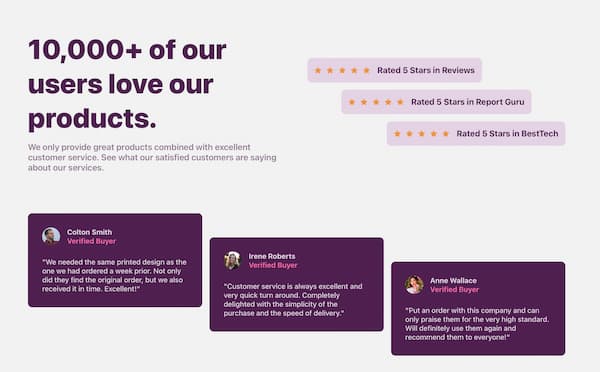 10,000+ of our
users love our
products.
We only provide great products combined with excellent
customer service. See what our satisfied customers are saying
about our services.
Rated 5 Stars in Reviews
Rated 5 Stars in Report Guru
Rated 5 Stars in BestTech
Colton Smith
Verified Buyer
"We needed the same printed design as the
one we had ordered a week prior. Not only
did they find the original order, but we also
received it in time. Excellent!"
Irene Roberts
Verified Buyer
"Customer service is always excellent and
very quick turn around. Completely
delighted with the simplicity of the
purchase and the speed of delivery."
Anne Wallace
Verified Buyer
"Put an order with this company and can
only praise them for the very high standard.
Will definitely use them again and
recommend them to everyone!"